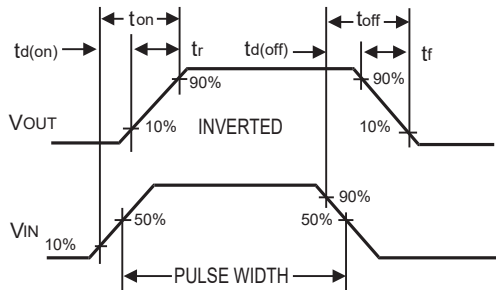 ton toff
td(on) tr td(off) tf
90% 90%
VOUT 10% INVERTED 10%
90%
50% 50%
VIN 10%
PULSE WIDTH